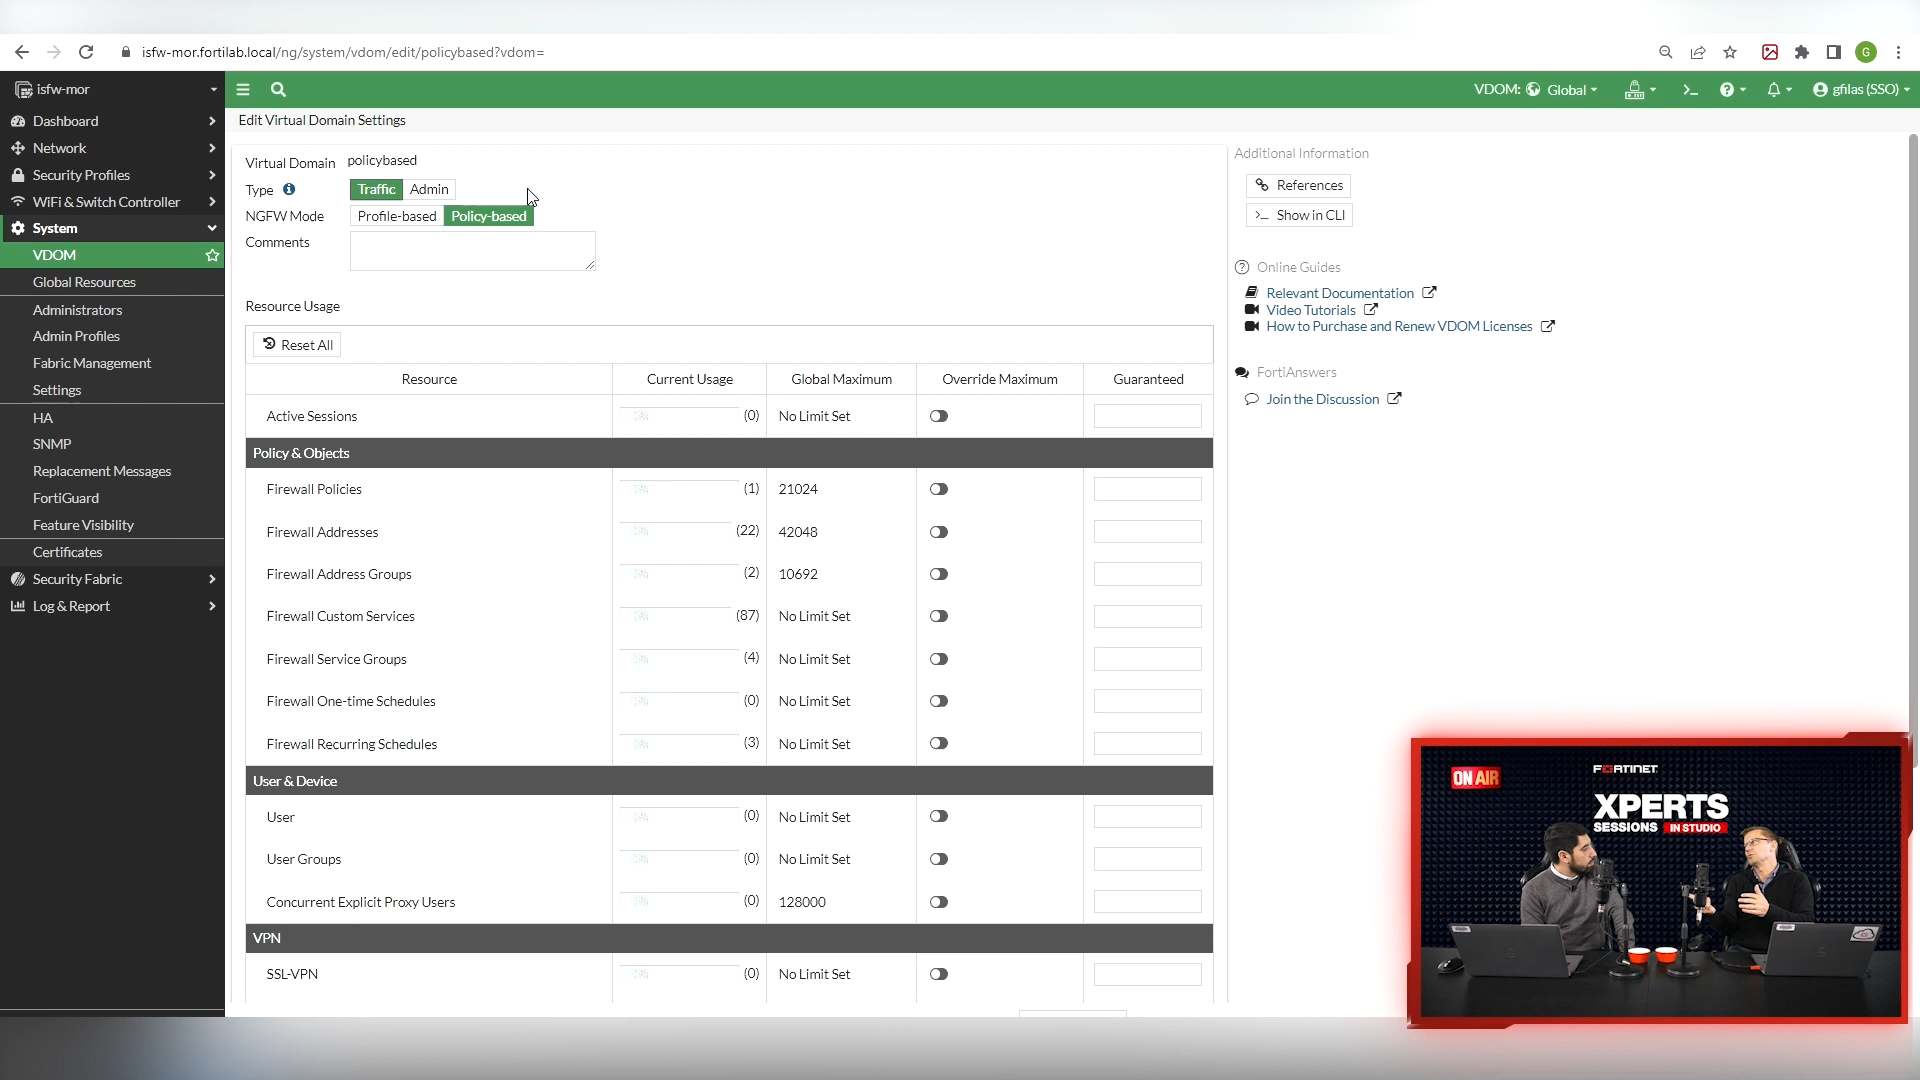 isfw-mor.fortilab.local/ng/system/vdom/edit/policybased?vdom=
G
isfw-mor
VDOM: Global
gfilas (SSO)
Dashboard
Network
Security Profiles
WiFi & Switch Controller
System
VDOM
Global Resources
Administrators
Admin Profiles
Fabric Management
Settings
HA
SNMP
Replacement Messages
FortiGuard
Feature Visibility
Certificates
Security Fabric
Log & Report
Edit Virtual Domain Settings
Virtual Domain policybased
Type Traffic Admin
NGFW Mode Profile-based Policy-based
Comments
Resource Usage
Reset All
Resource Current Usage Global Maximum Override Maximum Guaranteed
Active Sessions (0) No Limit Set
Policy & Objects
Firewall Policies (1) 21024
Firewall Addresses (22) 42048
Firewall Address Groups (2) 10692
Firewall Custom Services (87) No Limit Set
Firewall Service Groups (4) No Limit Set
Firewall One-time Schedules (0) No Limit Set
Firewall Recurring Schedules (3) No Limit Set
User & Device
User (0) No Limit Set
User Groups (0) No Limit Set
Concurrent Explicit Proxy Users (0) 128000
VPN
SSL-VPN (0) No Limit Set
Additional Information
References
Show in CLI
Online Guides
Relevant Documentation
Video Tutorials
How to Purchase and Renew VDOM Licenses
FortiAnswers
Join the Discussion
ON AIR
FORTINET
XPERTS
SESSIONS IN STUDIO